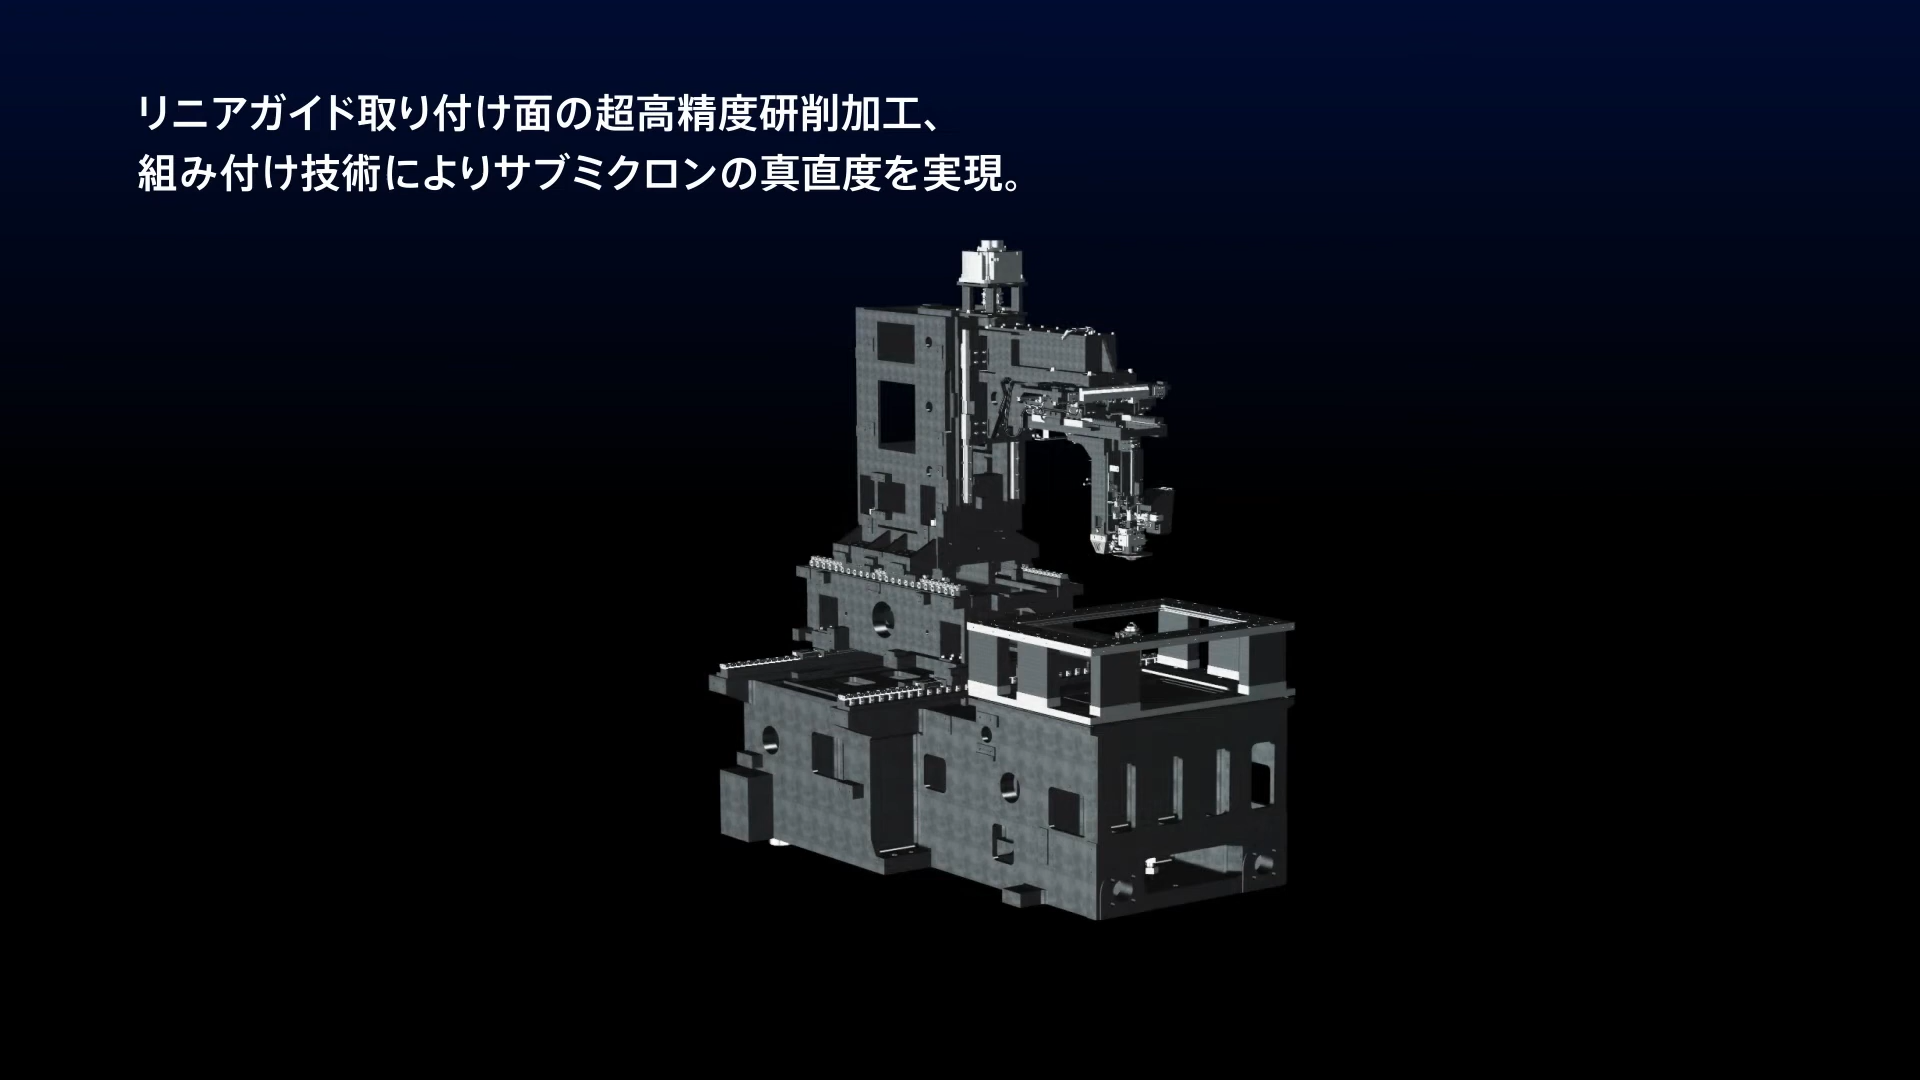 リニアガイド取り付け面の超高精度研削加工、
組み付け技術によりサブミクロンの真直度を実現。